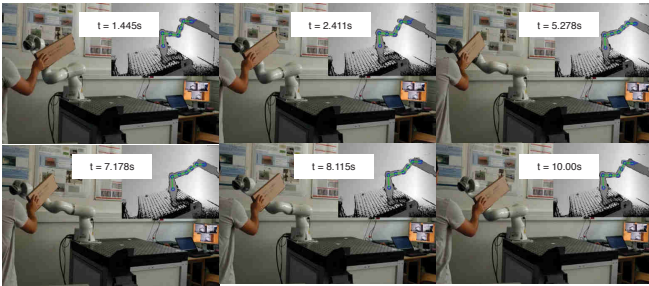 t = 1.445s
t = 2.411s
t = 5.278s
t = 7.178s
t = 8.115s
t = 10.00s